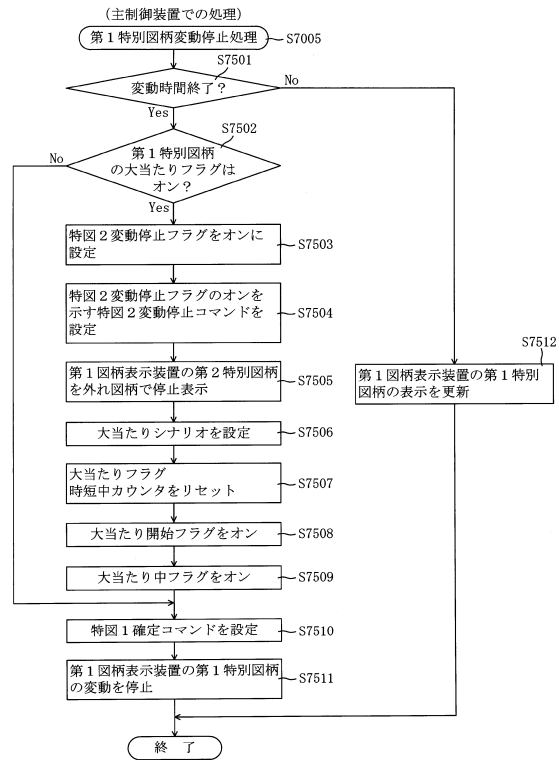 (主制御装置での処理)
第1特別図柄変動停止処理
S7005
S7501
変動時間終了?
No
Yes
S7502
第1特別図柄
の大当たりフラグは
オン?
No
Yes
特図2変動停止フラグをオンに
設定
S7503
特図2変動停止フラグのオンを
示す特図2変動停止コマンドを
設定
S7504
S7512
第1図柄表示装置の第1特別
図柄の表示を更新
第1図柄表示装置の第2特別図柄
を外れ図柄で停止表示
S7505
大当たりシナリオを設定
S7506
大当たりフラグ
時短中カウンタをリセット
S7507
大当たり開始フラグをオン
S7508
大当たり中フラグをオン
S7509
特図1確定コマンドを設定
S7510
第1図柄表示装置の第1特別図柄
の変動を停止
S7511
終 了